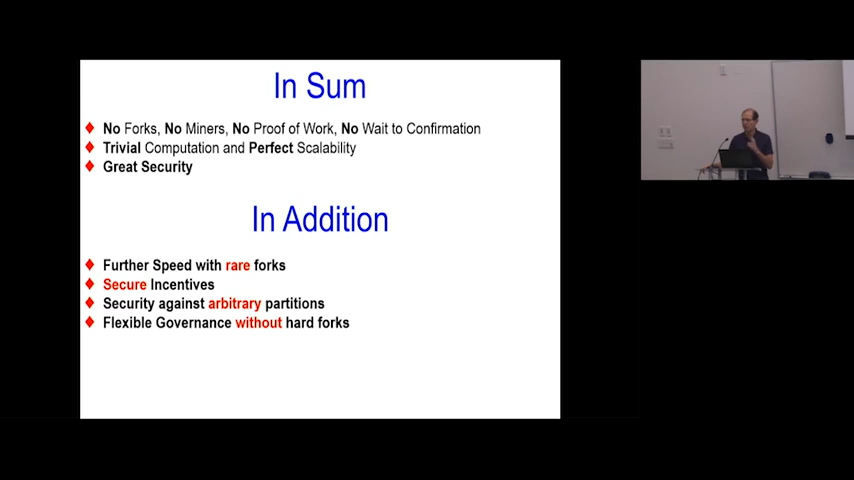 In Sum
No Forks, No Miners, No Proof of Work, No Wait to Confirmation
Trivial Computation and Perfect Scalability
Great Security
In Addition
Further Speed with rare forks
Secure Incentives
Security against arbitrary partitions
Flexible Governance without hard forks